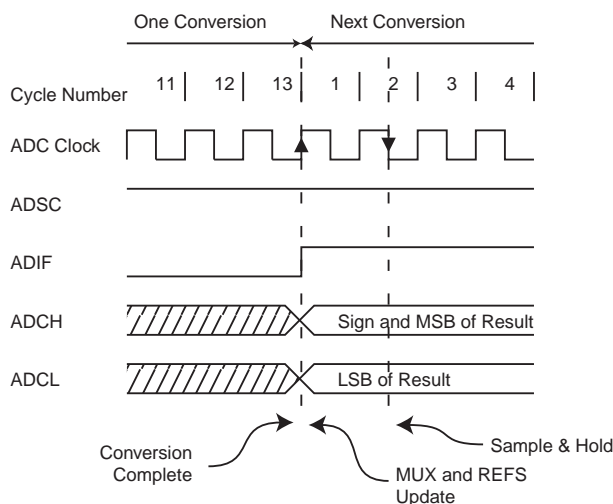 One Conversion Next Conversion
Cycle Number 11 12 13 1 2 3 4
ADC Clock
ADSC
ADIF
ADCH Sign and MSB of Result
ADCL LSB of Result
Conversion
Complete
MUX and REFS
Update
Sample & Hold